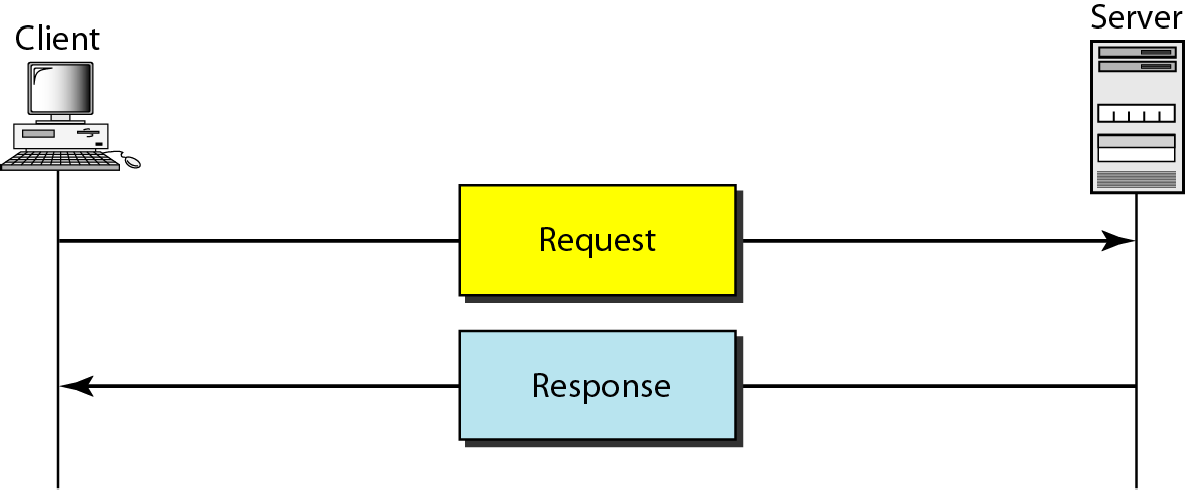 Client
Server
Request
Response